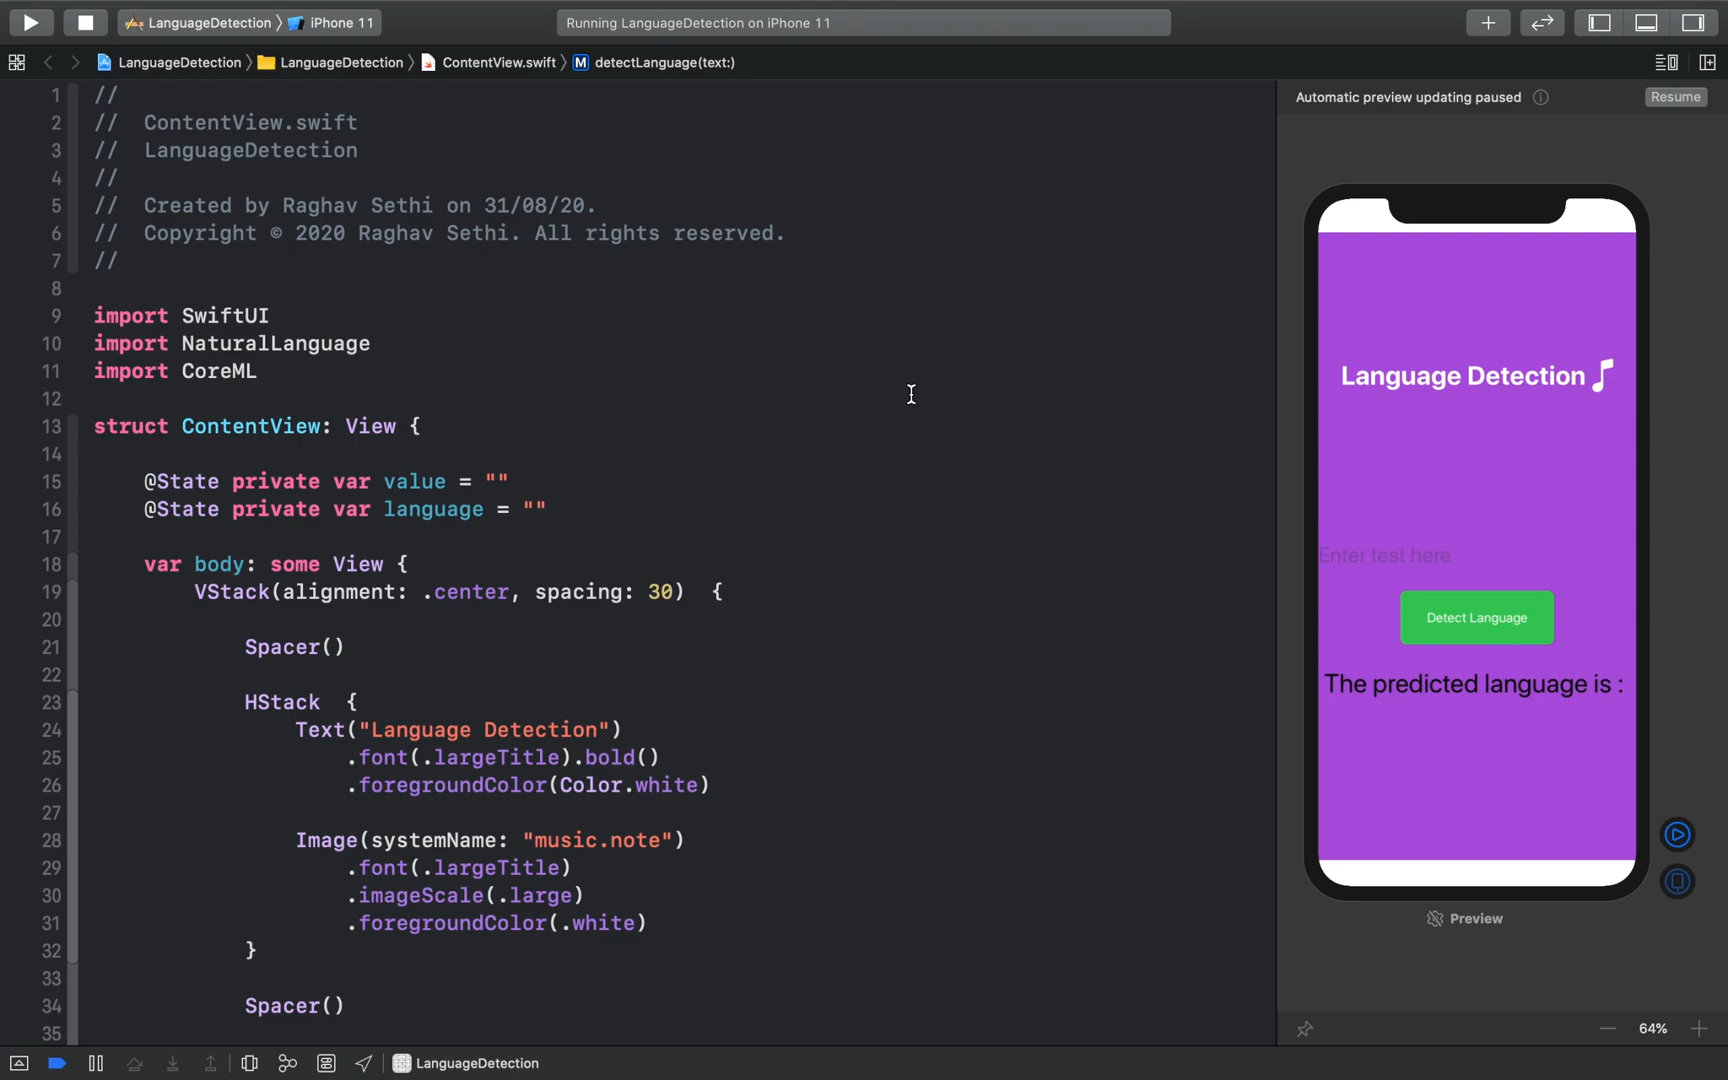 LanguageDetection 〉 iPhone 11
Running LanguageDetection on iPhone 11
LanguageDetection 〉 LanguageDetection 〉 ContentView.swift 〉 M detectLanguage(text:)
1 //
2 //  ContentView.swift
3 //  LanguageDetection
4 //
5 //  Created by Raghav Sethi on 31/08/20.
6 //  Copyright © 2020 Raghav Sethi. All rights reserved.
7 //
8
9 import SwiftUI
10 import NaturalLanguage
11 import CoreML
12
13 struct ContentView: View {
14
15     @State private var value = ""
16     @State private var language = ""
17
18     var body: some View {
19         VStack(alignment: .center, spacing: 30)  {
20
21             Spacer()
22
23             HStack  {
24                 Text("Language Detection")
25                     .font(.largeTitle).bold()
26                     .foregroundColor(Color.white)
27
28                 Image(systemName: "music.note")
29                     .font(.largeTitle)
30                     .imageScale(.large)
31                     .foregroundColor(.white)
32             }
33
34             Spacer()
35
Automatic preview updating paused
Resume
Language Detection
Enter test here
Detect Language
The predicted language is :
Preview
64%
LanguageDetection